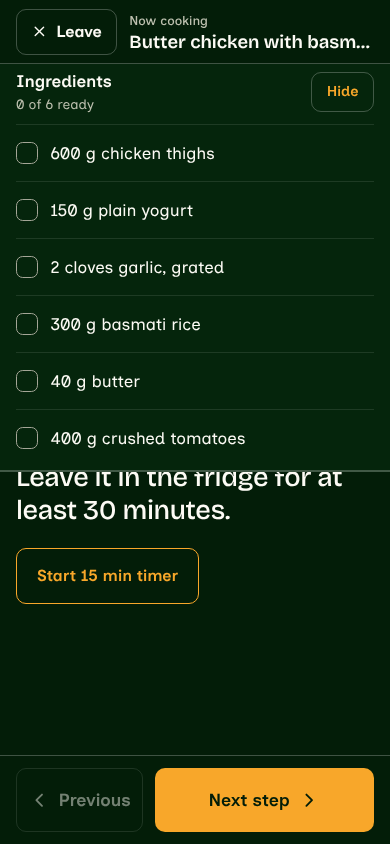 Leave
Now cooking
Butter chicken with basm...
Ingredients
0 of 6 ready
Hide
600 g chicken thighs
150 g plain yogurt
2 cloves garlic, grated
300 g basmati rice
40 g butter
400 g crushed tomatoes
Leave it in the fridge for at
least 30 minutes.
Start 15 min timer
Previous
Next step